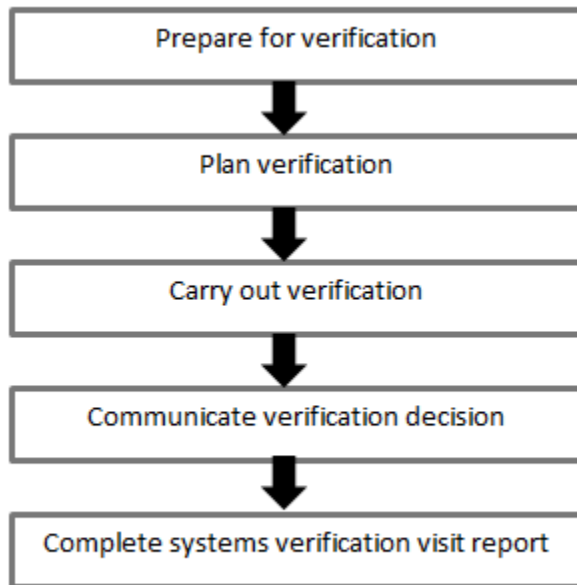 Prepare for verification
Plan verification
Carry out verification
Communicate verification decision
Complete systems verification visit report